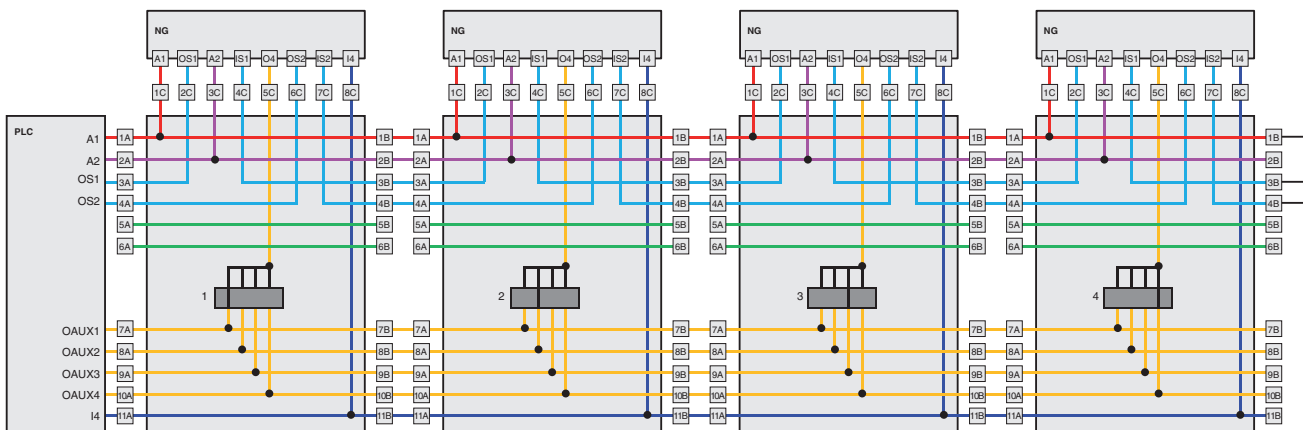 NG NG NG NG
A1 OS1 A2 IS1 O4 OS2 IS2 I4 A1 OS1 A2 IS1 O4 OS2 IS2 I4 A1 OS1 A2 IS1 O4 OS2 IS2 I4 A1 OS1 A2 IS1 O4 OS2 IS2 I4
1C 2C 3C 4C 5C 6C 7C 8C 1C 2C 3C 4C 5C 6C 7C 8C 1C 2C 3C 4C 5C 6C 7C 8C 1C 2C 3C 4C 5C 6C 7C 8C
PLC
A1 1A 1B 1A 1B 1A 1B 1A 1B
A2 2A 2B 2A 2B 2A 2B 2A 2B
OS1 3A 3B 3A 3B 3A 3B 3A 3B
OS2 4A 4B 4A 4B 4A 4B 4A 4B
5A 5B 5A 5B 5A 5B 5A 5B
6A 6B 6A 6B 6A 6B 6A 6B
1 2 3 4
OAUX1 7A 7B 7A 7B 7A 7B 7A 7B
OAUX2 8A 8B 8A 8B 8A 8B 8A 8B
OAUX3 9A 9B 9A 9B 9A 9B 9A 9B
OAUX4 10A 10B 10A 10B 10A 10B 10A 10B
I4 11A 11B 11A 11B 11A 11B 11A 11B